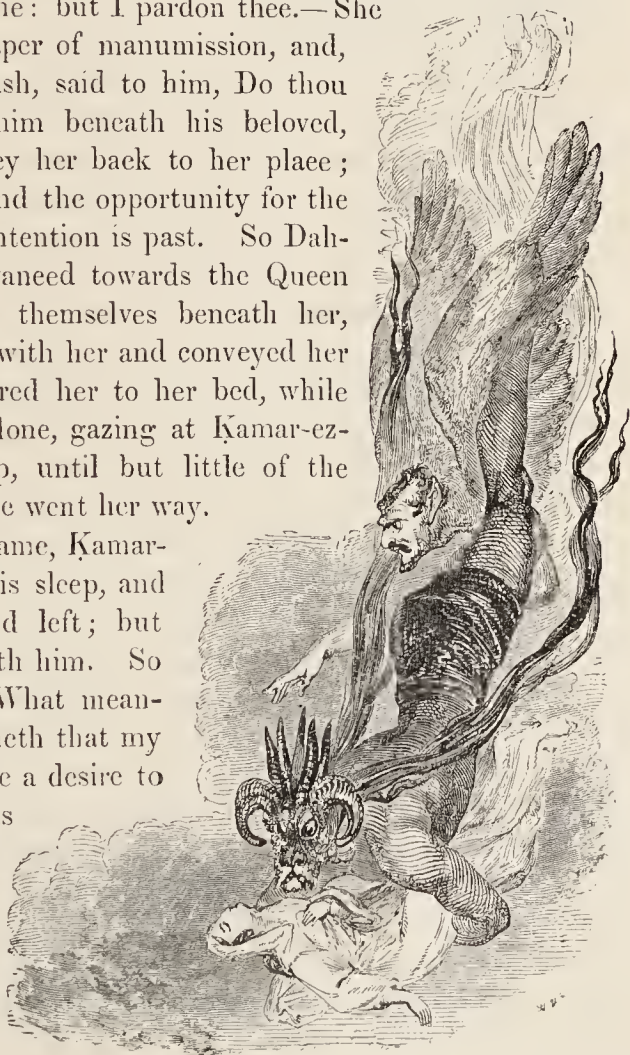 ne: but I pardon thee.—She
per of manumission, and,
sh, said to him, Do thou
him beneath his beloved,
ey her back to her place;
nd the opportunity for the
ntention is past. So Dah-
anced towards the Queen
themselves beneath her,
with her and conveyed her
red her to her bed, while
lone, gazing at Kamar-ez-
p, until but little of the
e went her way.
ame, Kamar-
is sleep, and
d left; but
th him. So
What mean-
eth that my
e a desire to
s